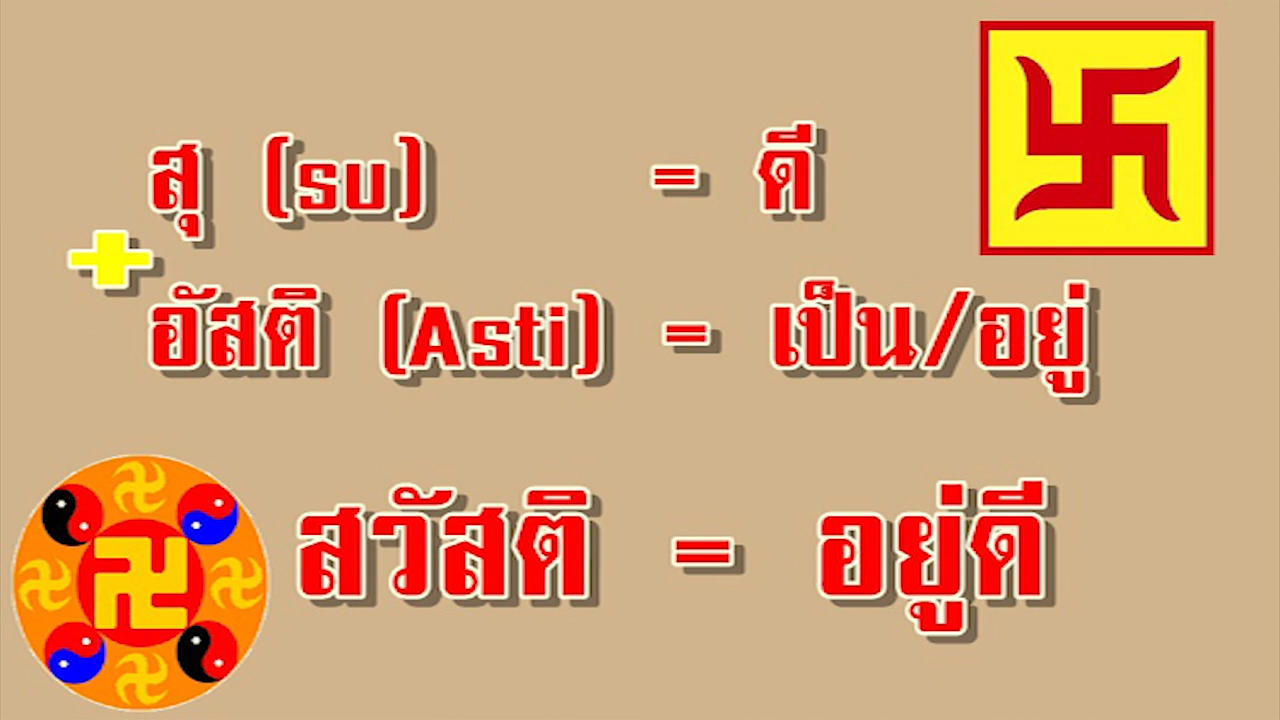 สุ (su) = ดี
+
อัสติ (Asti) = เป็น/อยู่
สวัสติ = อยู่ดี